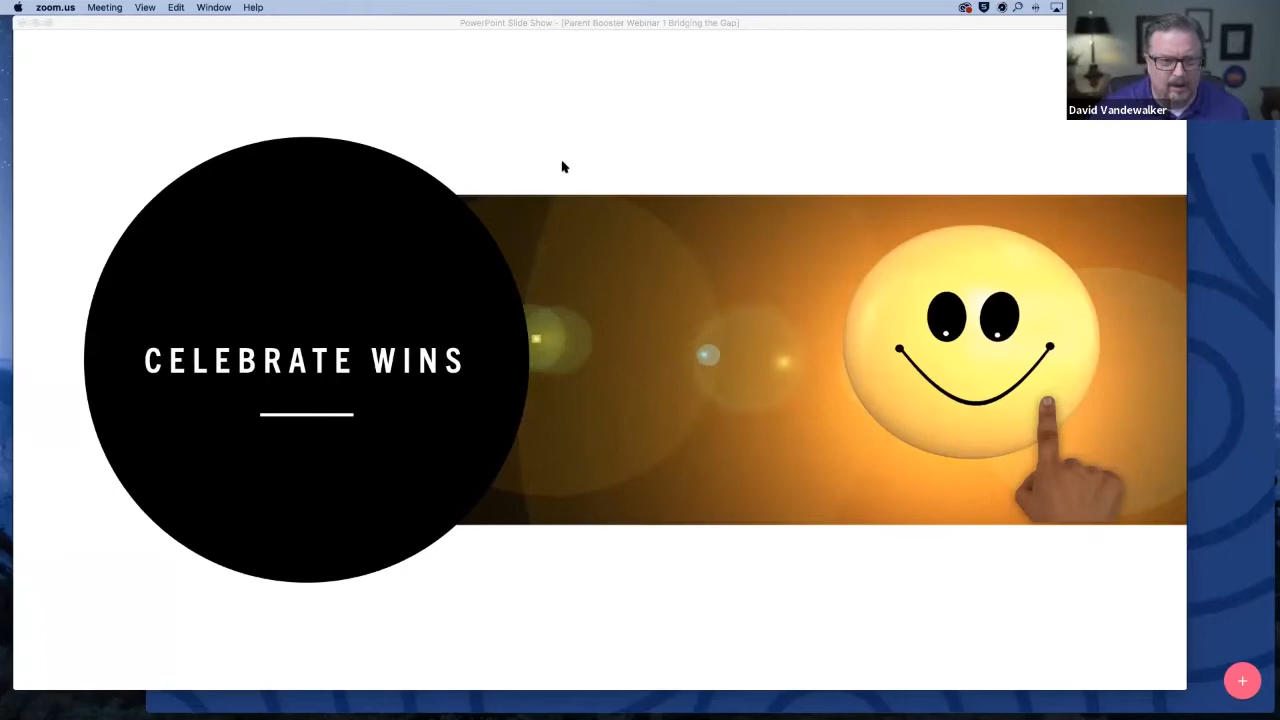 zoom.us Meeting View Edit Window Help
PowerPoint Slide Show - [Parent Booster Webinar 1 Bridging the Gap]
David Vandewalker
CELEBRATE WINS
+